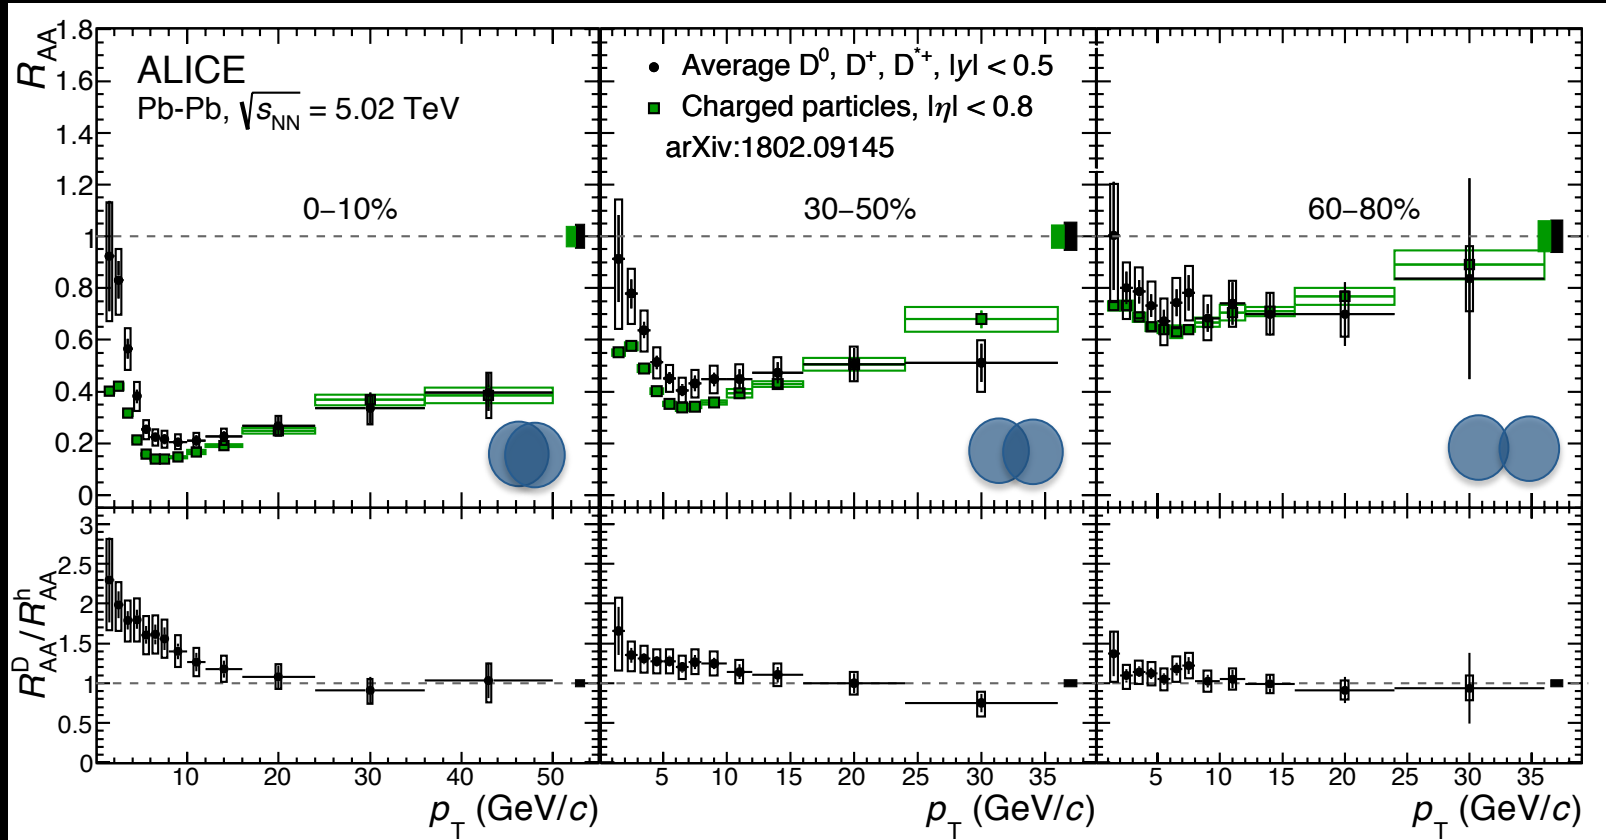 R_AA
1.8
1.6
1.4
1.2
1
0.8
0.6
0.4
0.2
0
ALICE
Pb-Pb, √s_NN = 5.02 TeV
0–10%
Average D^0, D^+, D^*+, |y| < 0.5
Charged particles, |η| < 0.8
arXiv:1802.09145
30–50%
60–80%
R^D_AA/R^h_AA
3
2.5
2
1.5
1
0.5
0
10 20 30 40 50
5 10 15 20 25 30 35
5 10 15 20 25 30 35
p_T (GeV/c)
p_T (GeV/c)
p_T (GeV/c)